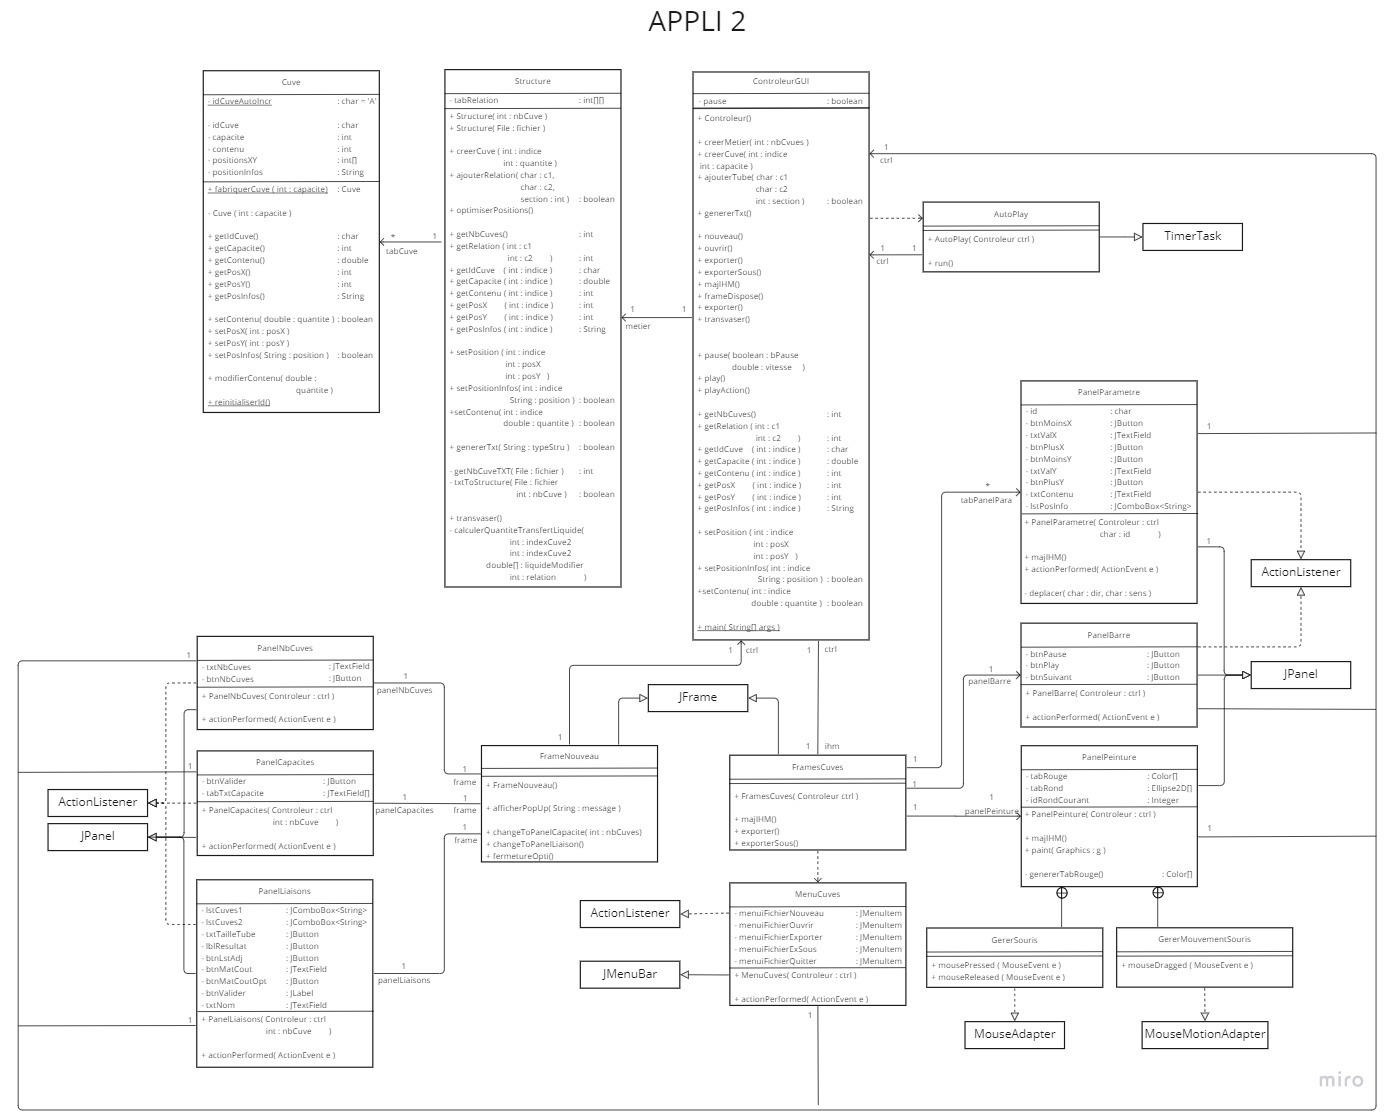 APPLI 2
Cuve
- idCuveAutoIncr : char = 'A'
- idCuve : char
- capacite : int
- contenu : int
- positionsXY : int[]
- positionInfos : String
+ fabriquerCuve ( int : capacite) : Cuve
- Cuve ( int : capacite )
+ getIdCuve() : char
+ getCapacite() : int
+ getContenu() : double
+ getPosX() : int
+ getPosY() : int
+ getPosInfos() : String
+ setContenu( double : quantite ) : boolean
+ setPosX( int : posX )
+ setPosY( int : posY )
+ setPosInfos( String : position ) : boolean
+ modifierContenu( double :
quantite )
+ reinitialiserId()
* 1
tabCuve
Structure
- tabRelation : int[][]
+ Structure( int : nbCuve )
+ Structure( File : fichier )
+ creerCuve ( int : indice
int : quantite )
+ ajouterRelation( char : c1,
char : c2,
section : int ) : boolean
+ optimiserPositions()
+ getNbCuves() : int
+ getRelation ( int : c1
int : c2 ) : int
+ getIdCuve ( int : indice ) : char
+ getCapacite ( int : indice ) : double
+ getContenu ( int : indice ) : int
+ getPosX ( int : indice ) : int
+ getPosY ( int : indice ) : int
+ getPosInfos ( int : indice ) : String
+ setPosition ( int : indice
int : posX
int : posY )
+ setPositionInfos( int : indice
String : position ) : boolean
+setContenu( int : indice
double : quantite ) : boolean
+ genererTxt( String : typeStru ) : boolean
- getNbCuveTXT( File : fichier ) : int
- txtToStructure( File : fichier
int : nbCuve ) : boolean
+ transvaser()
- calculerQuantiteTransfertLiquide(
int : indexCuve2
int : indexCuve2
double[] : liquideModifier
int : relation )
1 1
metier
ControleurGUI
- pause : boolean
+ Controleur()
+ creerMetier( int : nbCvues )
+ creerCuve( int : indice
int : capacite )
+ ajouterTube( char : c1
char : c2
int : section ) : boolean
+ genererTxt()
+ nouveau()
+ ouvrir()
+ exporter()
+ exporterSous()
+ majIHM()
+ frameDispose()
+ exporter()
+ transvaser()
+ pause( boolean : bPause
double : vitesse )
+ play()
+ playAction()
+ getNbCuves() : int
+ getRelation ( int : c1
int : c2 ) : int
+ getIdCuve ( int : indice ) : char
+ getCapacite ( int : indice ) : double
+ getContenu ( int : indice ) : int
+ getPosX ( int : indice ) : int
+ getPosY ( int : indice ) : int
+ getPosInfos ( int : indice ) : String
+ setPosition ( int : indice
int : posX
int : posY )
+ setPositionInfos( int : indice
String : position ) : boolean
+setContenu( int : indice
double : quantite ) : boolean
+ main( String[] args )
1
ctrl
AutoPlay
+ AutoPlay( Controleur ctrl )
+ run()
1 1
ctrl
TimerTask
PanelParametre
- id : char
- btnMoinsX : JButton
- txtValX : JTextField
- btnPlusX : JButton
- btnMoinsY : JButton
- txtValY : JTextField
- btnPlusY : JButton
- txtContenu : JTextField
- lstPosInfo : JComboBox<String>
+ PanelParametre( Controleur : ctrl
char : id )
+ majIHM()
+ actionPerformed( ActionEvent e )
- deplacer( char : dir, char : sens )
1
1
*
tabPanelPara
ActionListener
PanelBarre
- btnPause : JButton
- btnPlay : JButton
- btnSuivant : JButton
+ PanelBarre( Controleur : ctrl )
+ actionPerformed( ActionEvent e )
1
panelBarre
JPanel
PanelPeinture
- tabRouge : Color[]
- tabRond : Ellipse2D[]
- idRondCourant : Integer
+ PanelPeinture( Controleur : ctrl )
+ majIHM()
+ paint( Graphics : g )
- genererTabRouge() : Color[]
1
1
panelPeinture
GererSouris
+ mousePressed ( MouseEvent e )
+ mouseReleased ( MouseEvent e )
GererMouvementSouris
+ mouseDragged ( MouseEvent e )
MouseAdapter
MouseMotionAdapter
1 ctrl
1 ctrl
JFrame
FramesCuves
+ FramesCuves( Controleur ctrl )
+ majIHM()
+ exporter()
+ exporterSous()
1 ihm
1
1
1
MenuCuves
- menuiFichierNouveau : JMenuItem
- menuiFichierOuvrir : JMenuItem
- menuiFichierExporter : JMenuItem
- menuiFichierExSous : JMenuItem
- menuiFichierQuitter : JMenuItem
+ MenuCuves( Controleur : ctrl )
+ actionPerformed( ActionEvent e )
1
ActionListener
JMenuBar
FrameNouveau
+ FrameNouveau()
+ afficherPopUp( String : message )
+ changeToPanelCapacite( int : nbCuves)
+ changeToPanelLiaison()
+ fermetureOpti()
1
1
frame
1
frame
1
frame
PanelNbCuves
- txtNbCuves : JTextField
- btnNbCuves : JButton
+ PanelNbCuves( Controleur : ctrl )
+ actionPerformed( ActionEvent e )
1
1
panelNbCuves
PanelCapacites
- btnValider : JButton
- tabTxtCapacite : JTextField[]
+ PanelCapacites( Controleur : ctrl
int : nbCuve )
+ actionPerformed( ActionEvent e )
1
1
panelCapacites
ActionListener
JPanel
PanelLiaisons
- lstCuves1 : JComboBox<String>
- lstCuves2 : JComboBox<String>
- txtTailleTube : JButton
- lblResultat : JButton
- btnLstAdj : JButton
- btnMatCout : JTextField
- btnMatCoutOpt : JButton
- btnValider : JLabel
- txtNom : JTextField
+ PanelLiaisons( Controleur : ctrl
int : nbCuve )
+ actionPerformed( ActionEvent e )
1
1
panelLiaisons
miro